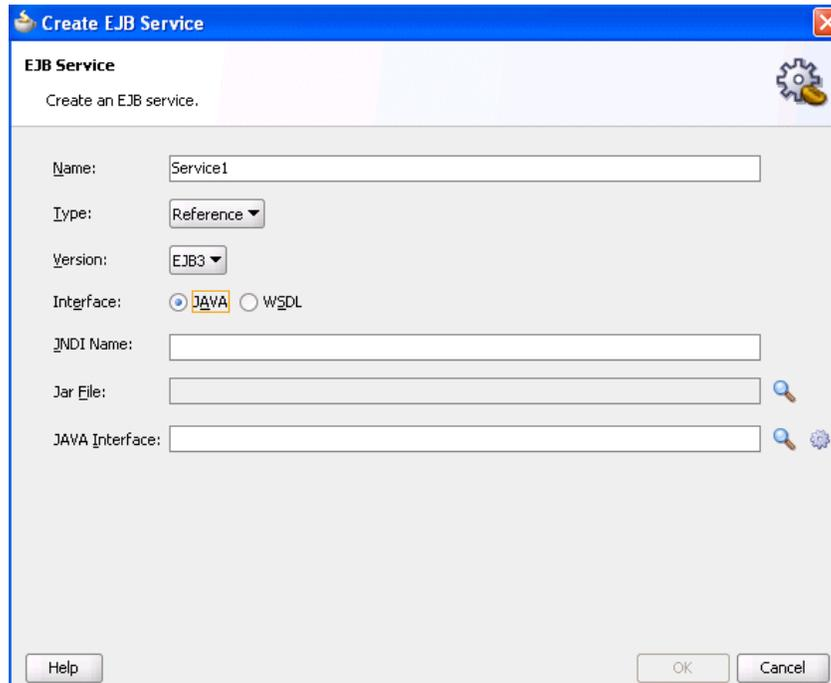 Create EJB Service
EJB Service
Create an EJB service.
Name: Service1
Type: Reference
Version: EJB3
Interface: JAVA WSDL
JNDI Name:
Jar File:
JAVA Interface:
Help OK Cancel